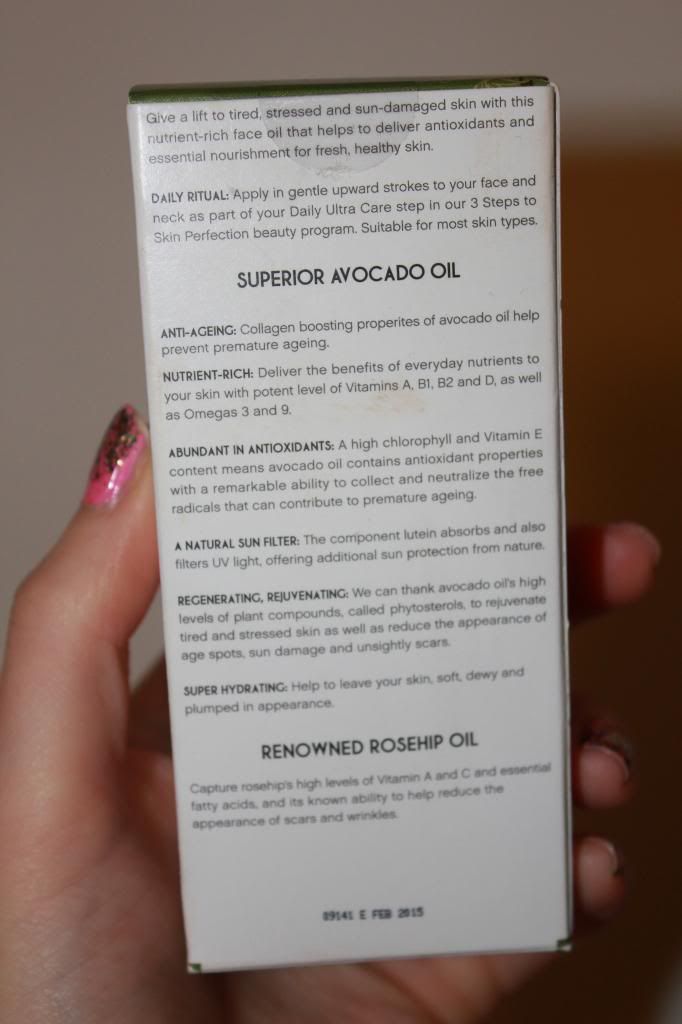 Give a lift to tired, stressed and sun-damaged skin with this
nutrient-rich face oil that helps to deliver antioxidants and
essential nourishment for fresh, healthy skin.
DAILY RITUAL: Apply in gentle upward strokes to your face and
neck as part of your Daily Ultra Care step in our 3 Steps to
Skin Perfection beauty program. Suitable for most skin types.
SUPERIOR AVOCADO OIL
ANTI-AGEING: Collagen boosting properites of avocado oil help
prevent premature ageing.
NUTRIENT-RICH: Deliver the benefits of everyday nutrients to
your skin with potent level of Vitamins A, B1, B2 and D, as well
as Omegas 3 and 9.
ABUNDANT IN ANTIOXIDANTS: A high chlorophyll and Vitamin E
content means avocado oil contains antioxidant properties
with a remarkable ability to collect and neutralize the free
radicals that can contribute to premature ageing.
A NATURAL SUN FILTER: The component lutein absorbs and also
filters UV light, offering additional sun protection from nature.
REGENERATING, REJUVENATING: We can thank avocado oil's high
levels of plant compounds, called phytosterols, to rejuvenate
tired and stressed skin as well as reduce the appearance of
age spots, sun damage and unsightly scars.
SUPER HYDRATING: Help to leave your skin, soft, dewy and
plumped in appearance.
RENOWNED ROSEHIP OIL
Capture rosehip's high levels of Vitamin A and C and essential
fatty acids, and its known ability to help reduce the
appearance of scars and wrinkles.
09141 E FEB 2015